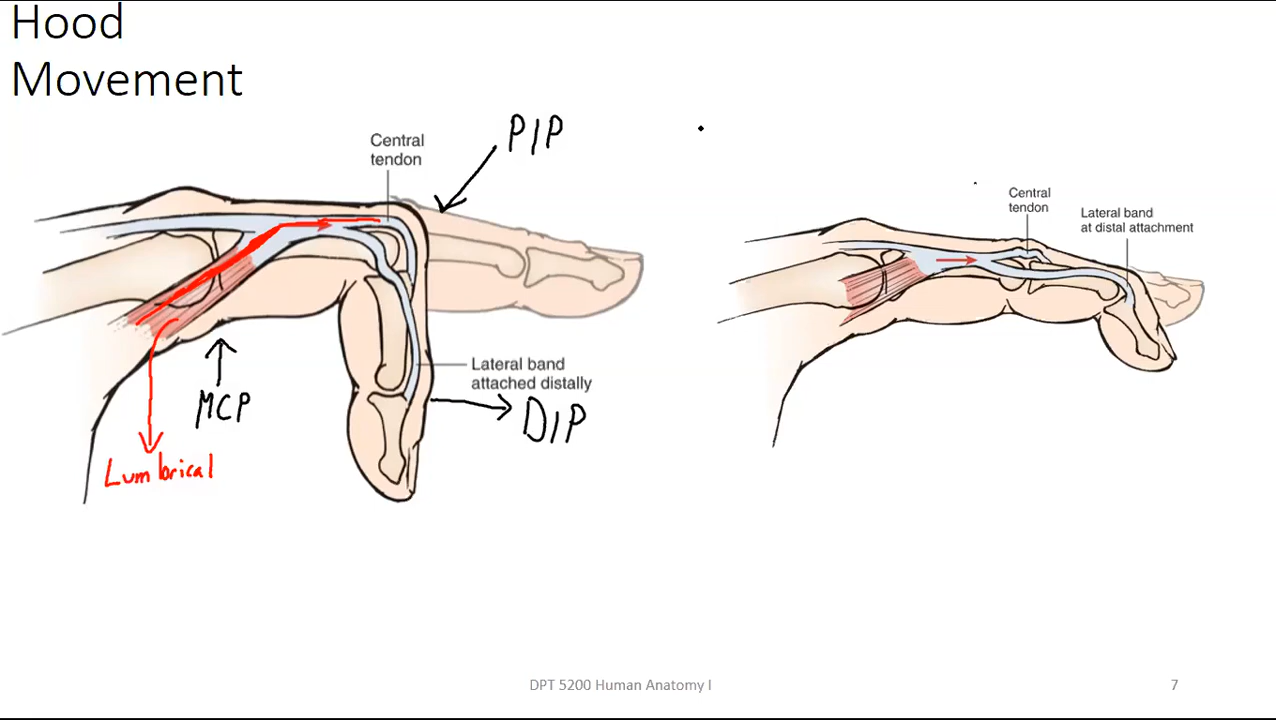 Hood
Movement
Central
tendon
PIP
Lateral band
attached distally
DIP
MCP
Lumbrical
Central
tendon
Lateral band
at distal attachment
DPT 5200 Human Anatomy I
7